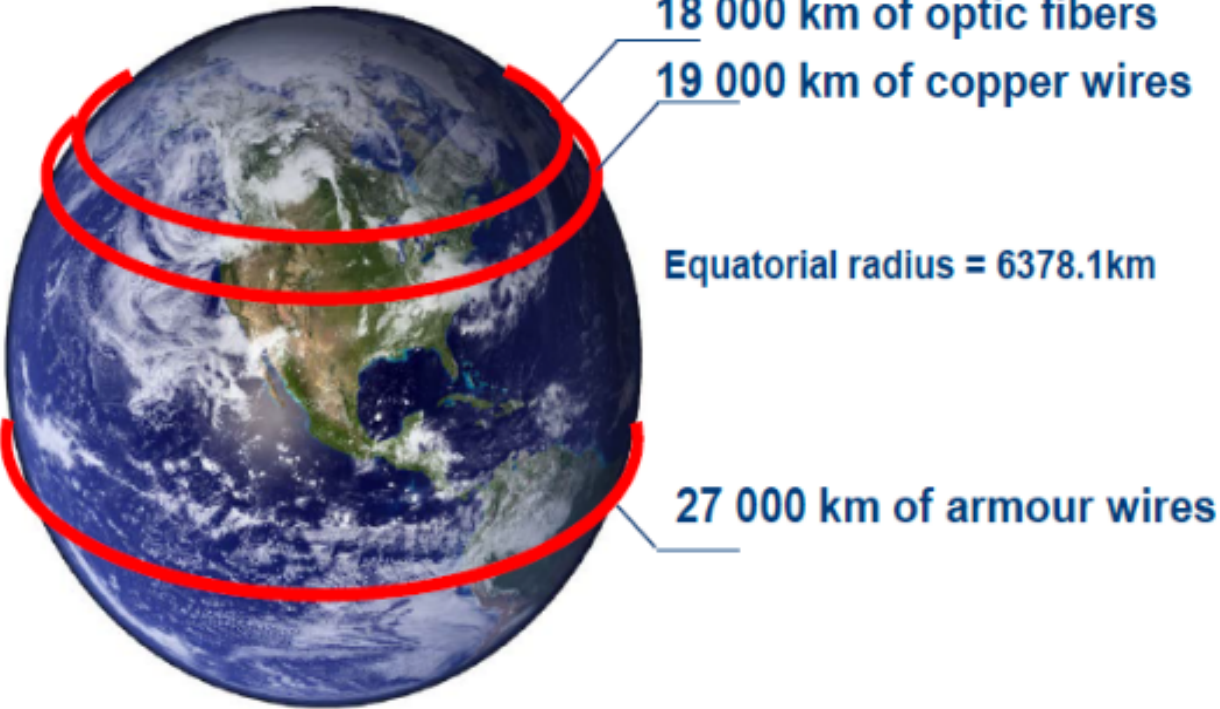 18 000 km of optic fibers
19 000 km of copper wires
Equatorial radius = 6378.1km
27 000 km of armour wires